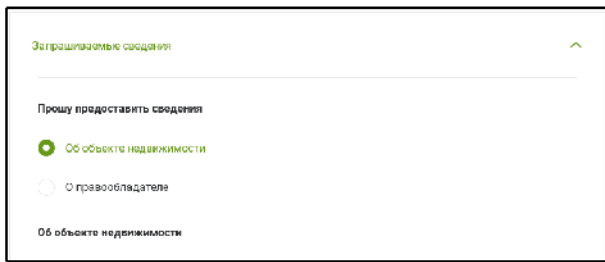 Запрашиваемые сведения
Прошу предоставить сведения
Об объекте недвижимости
О правообладателе
Об объекте недвижимости